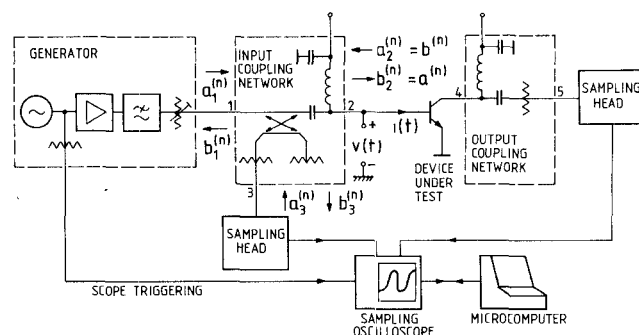 GENERATOR
a₁⁽ⁿ⁾
b₁⁽ⁿ⁾
INPUT
COUPLING
NETWORK
1
2
3
a₂⁽ⁿ⁾ = b⁽ⁿ⁾
b₂⁽ⁿ⁾ = a⁽ⁿ⁾
+
v(t)
−
i(t)
a₃⁽ⁿ⁾
b₃⁽ⁿ⁾
4
5
DEVICE
UNDER
TEST
OUTPUT
COUPLING
NETWORK
SAMPLING
HEAD
SAMPLING
HEAD
SCOPE TRIGGERING
SAMPLING
OSCILLOSCOPE
MICROCOMPUTER